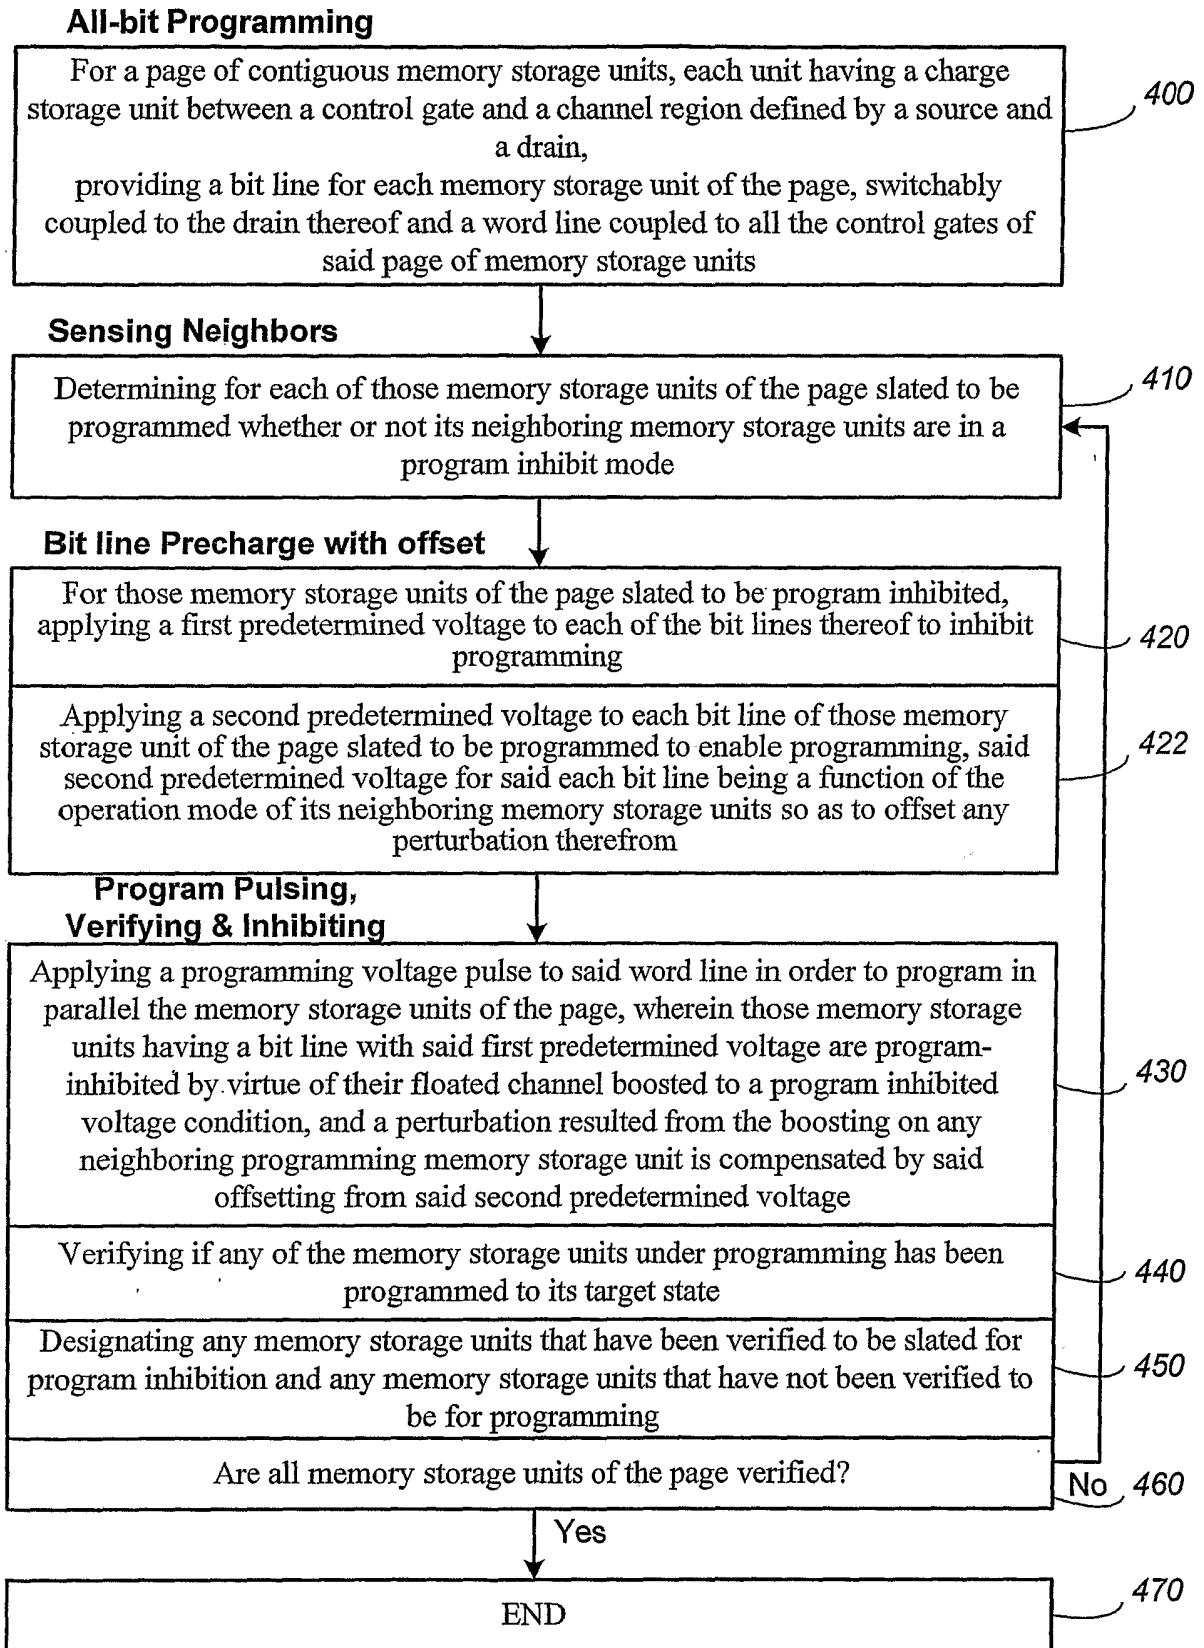 All-bit Programming
For a page of contiguous memory storage units, each unit having a charge
storage unit between a control gate and a channel region defined by a source and
a drain,
providing a bit line for each memory storage unit of the page, switchably
coupled to the drain thereof and a word line coupled to all the control gates of
said page of memory storage units
400
Sensing Neighbors
Determining for each of those memory storage units of the page slated to be
programmed whether or not its neighboring memory storage units are in a
program inhibit mode
410
Bit line Precharge with offset
For those memory storage units of the page slated to be program inhibited,
applying a first predetermined voltage to each of the bit lines thereof to inhibit
programming
420
Applying a second predetermined voltage to each bit line of those memory
storage unit of the page slated to be programmed to enable programming, said
second predetermined voltage for said each bit line being a function of the
operation mode of its neighboring memory storage units so as to offset any
perturbation therefrom
422
Program Pulsing,
Verifying & Inhibiting
Applying a programming voltage pulse to said word line in order to program in
parallel the memory storage units of the page, wherein those memory storage
units having a bit line with said first predetermined voltage are program-
inhibited by virtue of their floated channel boosted to a program inhibited
voltage condition, and a perturbation resulted from the boosting on any
neighboring programming memory storage unit is compensated by said
offsetting from said second predetermined voltage
430
Verifying if any of the memory storage units under programming has been
programmed to its target state
440
Designating any memory storage units that have been verified to be slated for
program inhibition and any memory storage units that have not been verified to
be for programming
450
Are all memory storage units of the page verified?
No
460
Yes
END
470